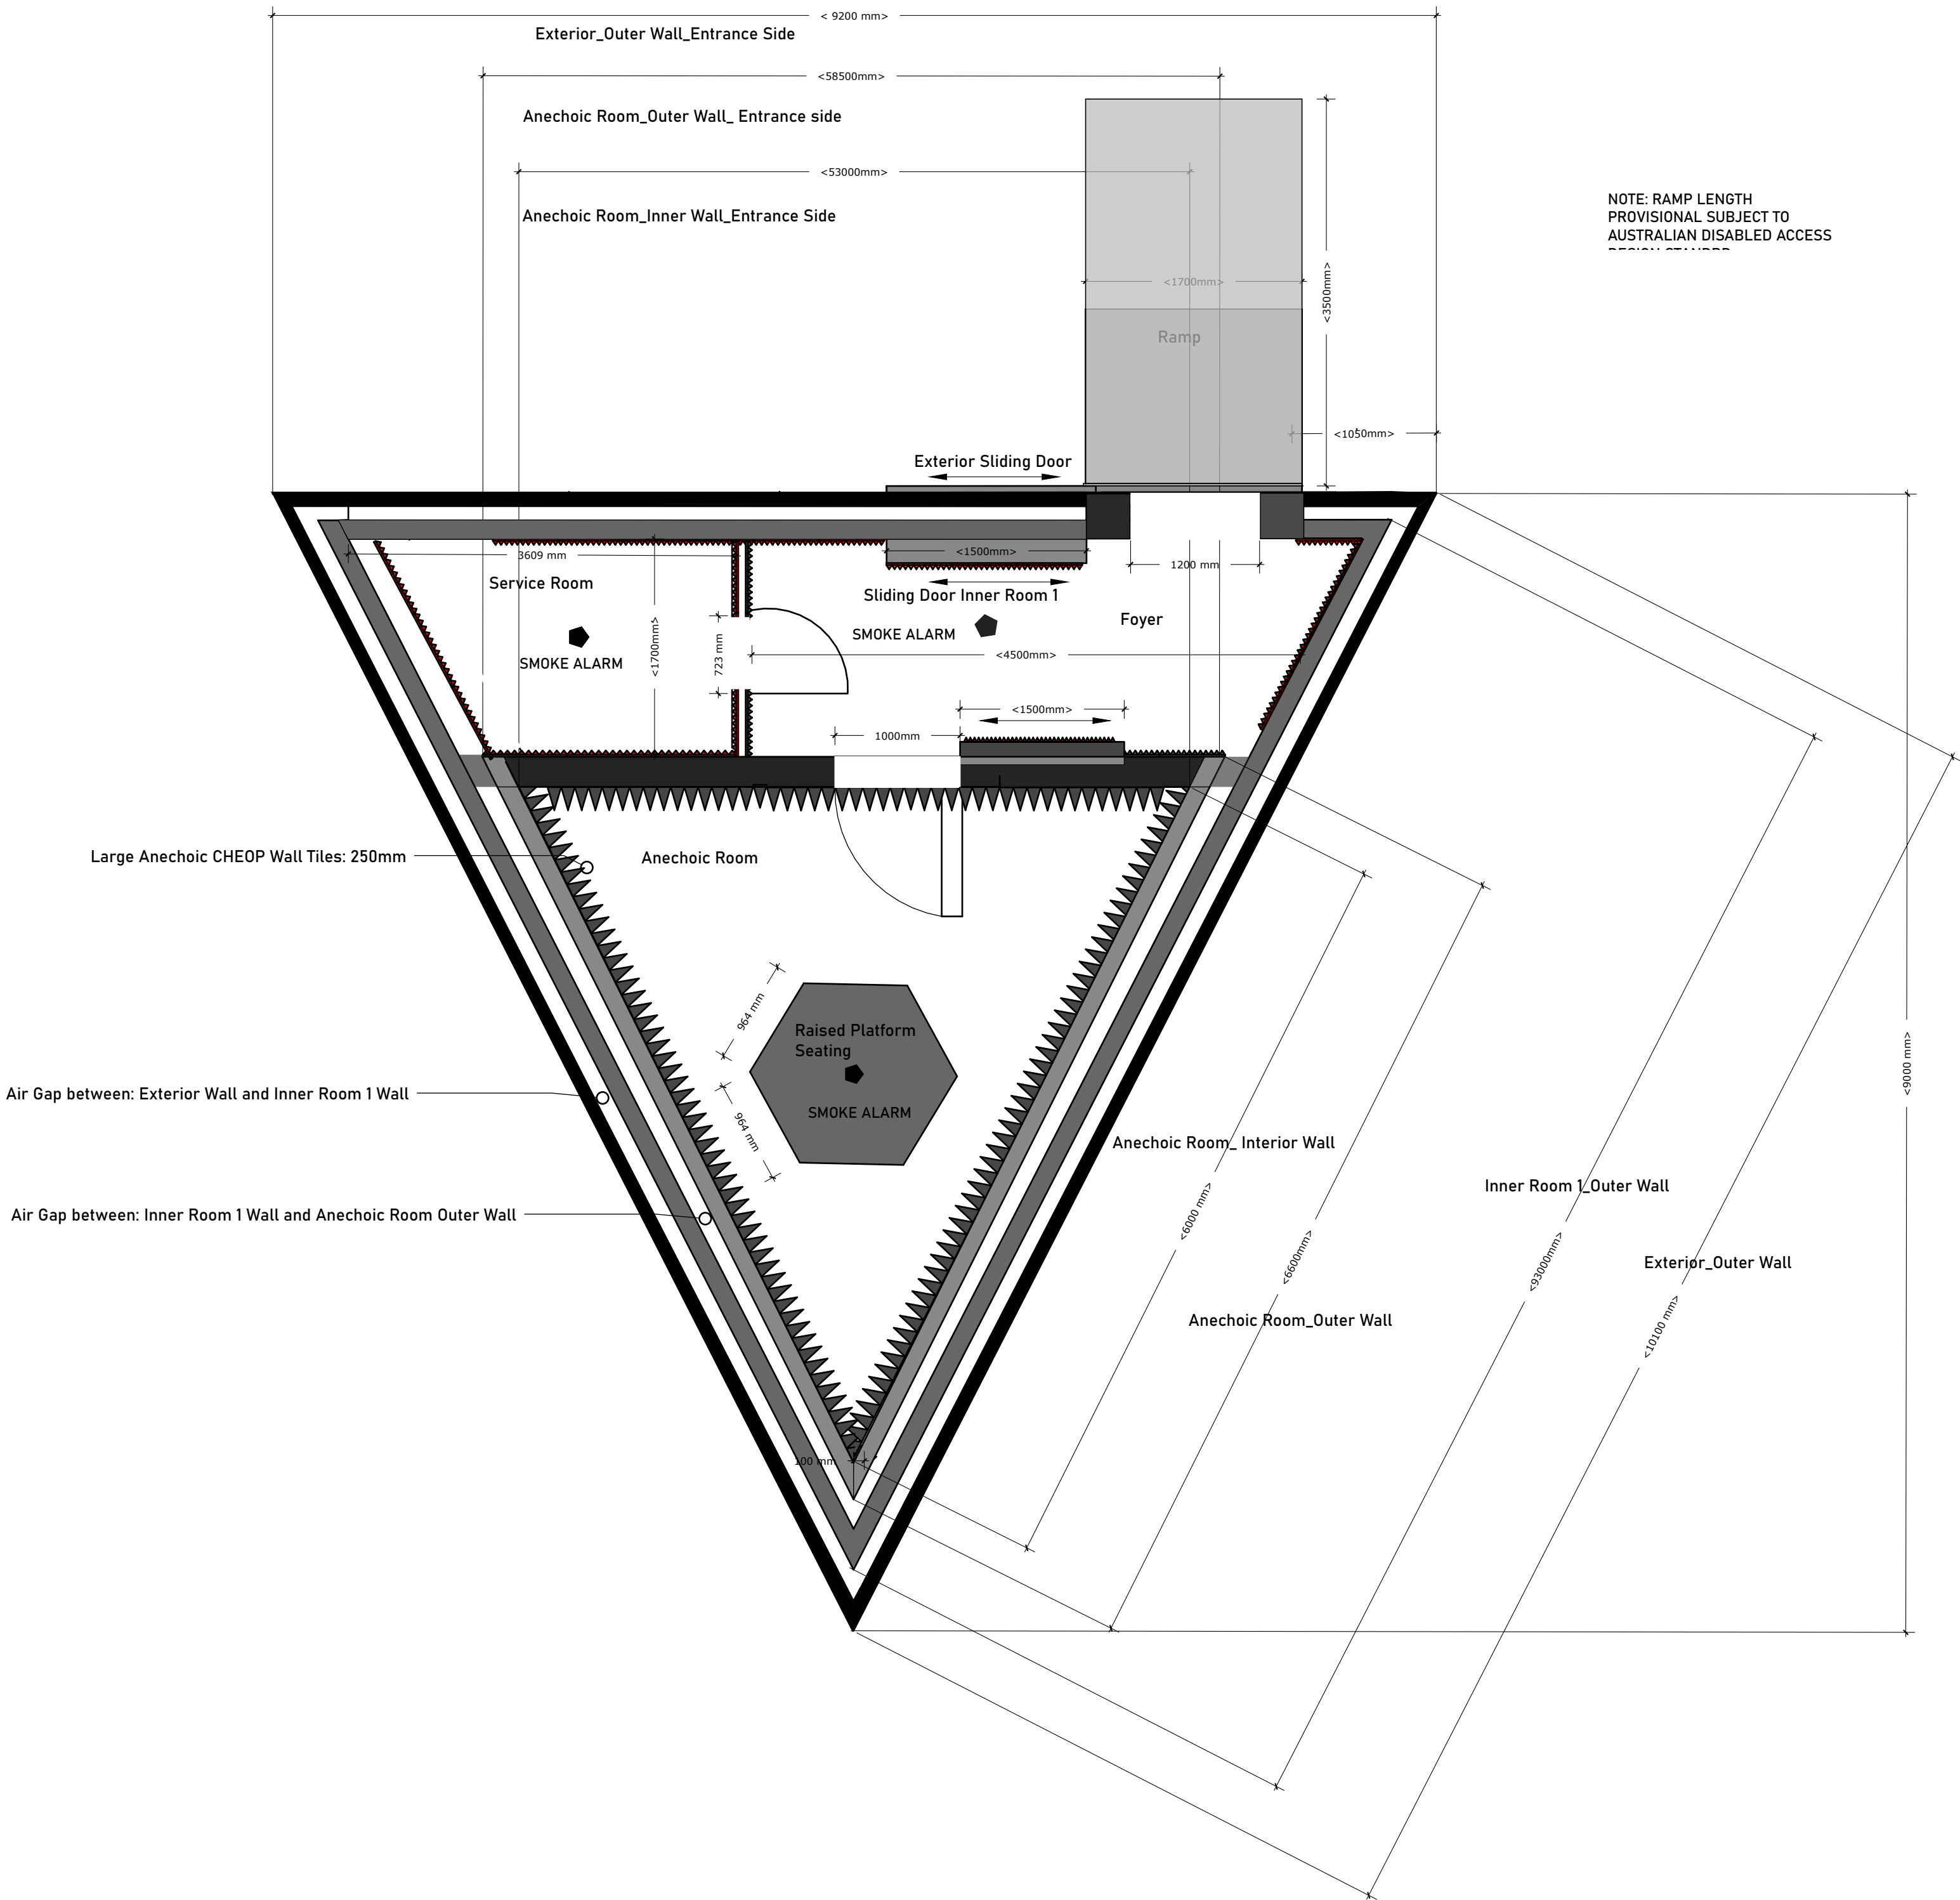 < 9200 mm>
Exterior_Outer Wall_Entrance Side
<58500mm>
Anechoic Room_Outer Wall_ Entrance side
<53000mm>
Anechoic Room_Inner Wall_Entrance Side
NOTE: RAMP LENGTH
PROVISIONAL SUBJECT TO
AUSTRALIAN DISABLED ACCESS
<1700mm>
<3500mm>
Ramp
<1050mm>
Exterior Sliding Door
3609 mm
<1500mm>
1200 mm
Service Room
Sliding Door Inner Room 1
Foyer
SMOKE ALARM
SMOKE ALARM
<1700mm>
723 mm
<4500mm>
<1500mm>
1000mm
Large Anechoic CHEOP Wall Tiles: 250mm
Anechoic Room
964 mm
Raised Platform
Seating
SMOKE ALARM
964 mm
<9000 mm>
Air Gap between: Exterior Wall and Inner Room 1 Wall
Anechoic Room_ Interior Wall
Inner Room 1_Outer Wall
Air Gap between: Inner Room 1 Wall and Anechoic Room Outer Wall
<6000 mm>
<6600mm>
<93000mm>
Exterior_Outer Wall
<10100 mm>
Anechoic Room_Outer Wall
100 mm